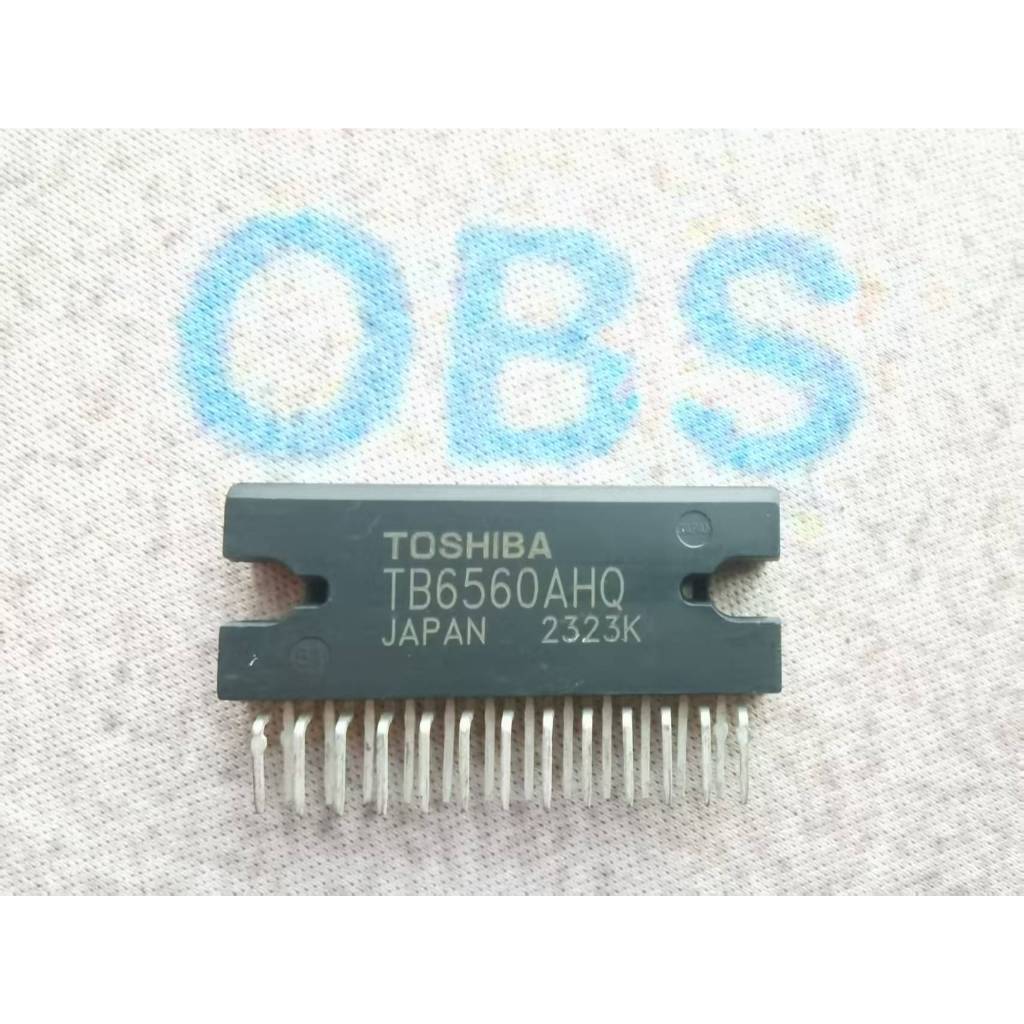 OBS
TOSHIBA
TB6560AHQ
JAPAN 2323K